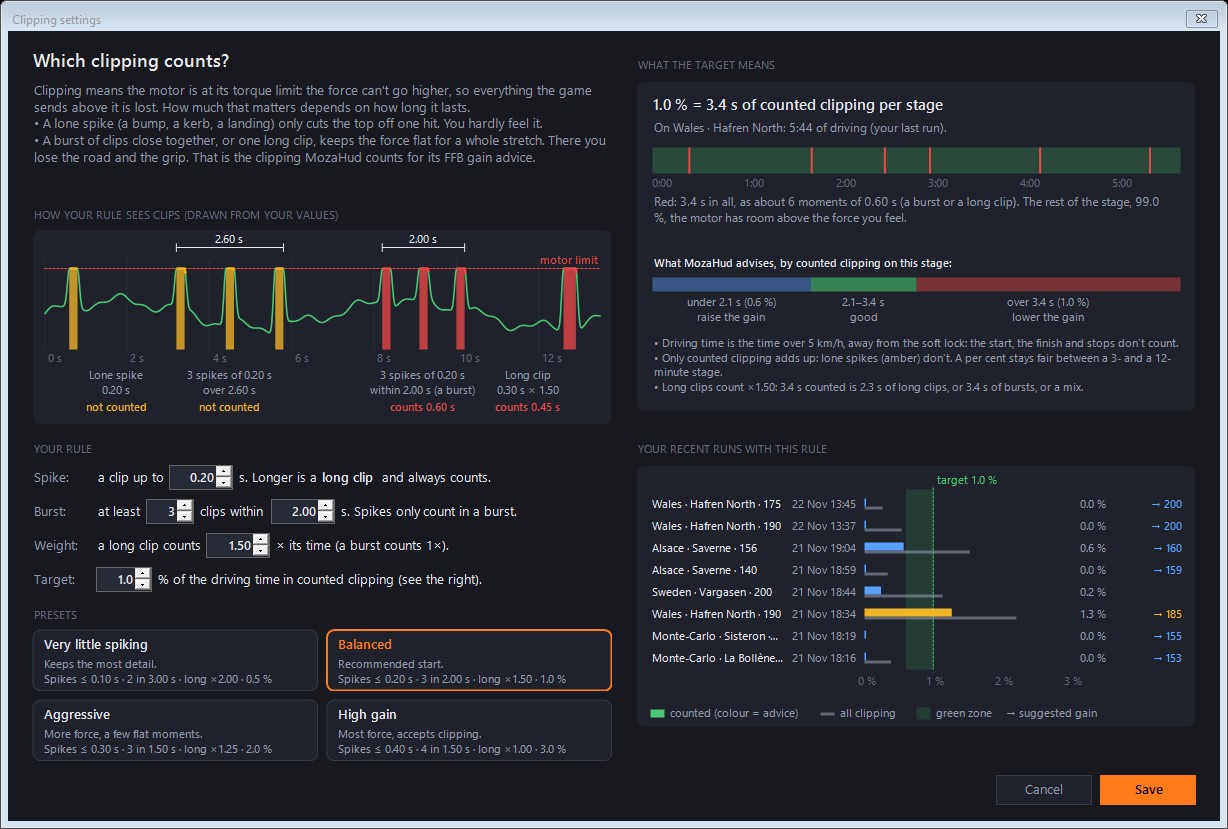 Clipping settings
Which clipping counts?
Clipping means the motor is at its torque limit: the force can't go higher, so everything the game
sends above it is lost. How much that matters depends on how long it lasts.
• A lone spike (a bump, a kerb, a landing) only cuts the top off one hit. You hardly feel it.
• A burst of clips close together, or one long clip, keeps the force flat for a whole stretch. There you
lose the road and the grip. That is the clipping MozaHud counts for its FFB gain advice.
HOW YOUR RULE SEES CLIPS (DRAWN FROM YOUR VALUES)
2.60 s 2.00 s
motor limit
0 s 2 s 4 s 6 s 8 s 10 s 12 s
Lone spike
0.20 s
not counted
3 spikes of 0.20 s
over 2.60 s
not counted
3 spikes of 0.20 s
within 2.00 s (a burst)
counts 0.60 s
Long clip
0.30 s × 1.50
counts 0.45 s
YOUR RULE
Spike: a clip up to 0.20 s. Longer is a long clip and always counts.
Burst: at least 3 clips within 2.00 s. Spikes only count in a burst.
Weight: a long clip counts 1.50 × its time (a burst counts 1×).
Target: 1.0 % of the driving time in counted clipping (see the right).
PRESETS
Very little spiking
Keeps the most detail.
Spikes ≤ 0.10 s · 2 in 3.00 s · long ×2.00 · 0.5 %
Balanced
Recommended start.
Spikes ≤ 0.20 s · 3 in 2.00 s · long ×1.50 · 1.0 %
Aggressive
More force, a few flat moments.
Spikes ≤ 0.30 s · 3 in 1.50 s · long ×1.25 · 2.0 %
High gain
Most force, accepts clipping.
Spikes ≤ 0.40 s · 4 in 1.50 s · long ×1.00 · 3.0 %
WHAT THE TARGET MEANS
1.0 % = 3.4 s of counted clipping per stage
On Wales · Hafren North: 5:44 of driving (your last run).
0:00 1:00 2:00 3:00 4:00 5:00
Red: 3.4 s in all, as about 6 moments of 0.60 s (a burst or a long clip). The rest of the stage, 99.0
%, the motor has room above the force you feel.
What MozaHud advises, by counted clipping on this stage:
under 2.1 s (0.6 %)
raise the gain
2.1–3.4 s
good
over 3.4 s (1.0 %)
lower the gain
• Driving time is the time over 5 km/h, away from the soft lock: the start, the finish and stops don't count.
• Only counted clipping adds up: lone spikes (amber) don't. A per cent stays fair between a 3- and a 12-
minute stage.
• Long clips count ×1.50: 3.4 s counted is 2.3 s of long clips, or 3.4 s of bursts, or a mix.
YOUR RECENT RUNS WITH THIS RULE
target 1.0 %
Wales · Hafren North · 175 22 Nov 13:45 0.0 % → 200
Wales · Hafren North · 190 22 Nov 13:37 0.0 % → 200
Alsace · Saverne · 156 21 Nov 19:04 0.6 % → 160
Alsace · Saverne · 140 21 Nov 18:59 0.0 % → 159
Sweden · Vargasen · 200 21 Nov 18:44 0.2 %
Wales · Hafren North · 190 21 Nov 18:34 1.3 % → 185
Monte-Carlo · Sisteron ·... 21 Nov 18:19 0.0 % → 155
Monte-Carlo · La Bollène... 21 Nov 18:16 0.0 % → 153
0 % 1 % 2 % 3 %
counted (colour = advice) all clipping green zone → suggested gain
Cancel Save